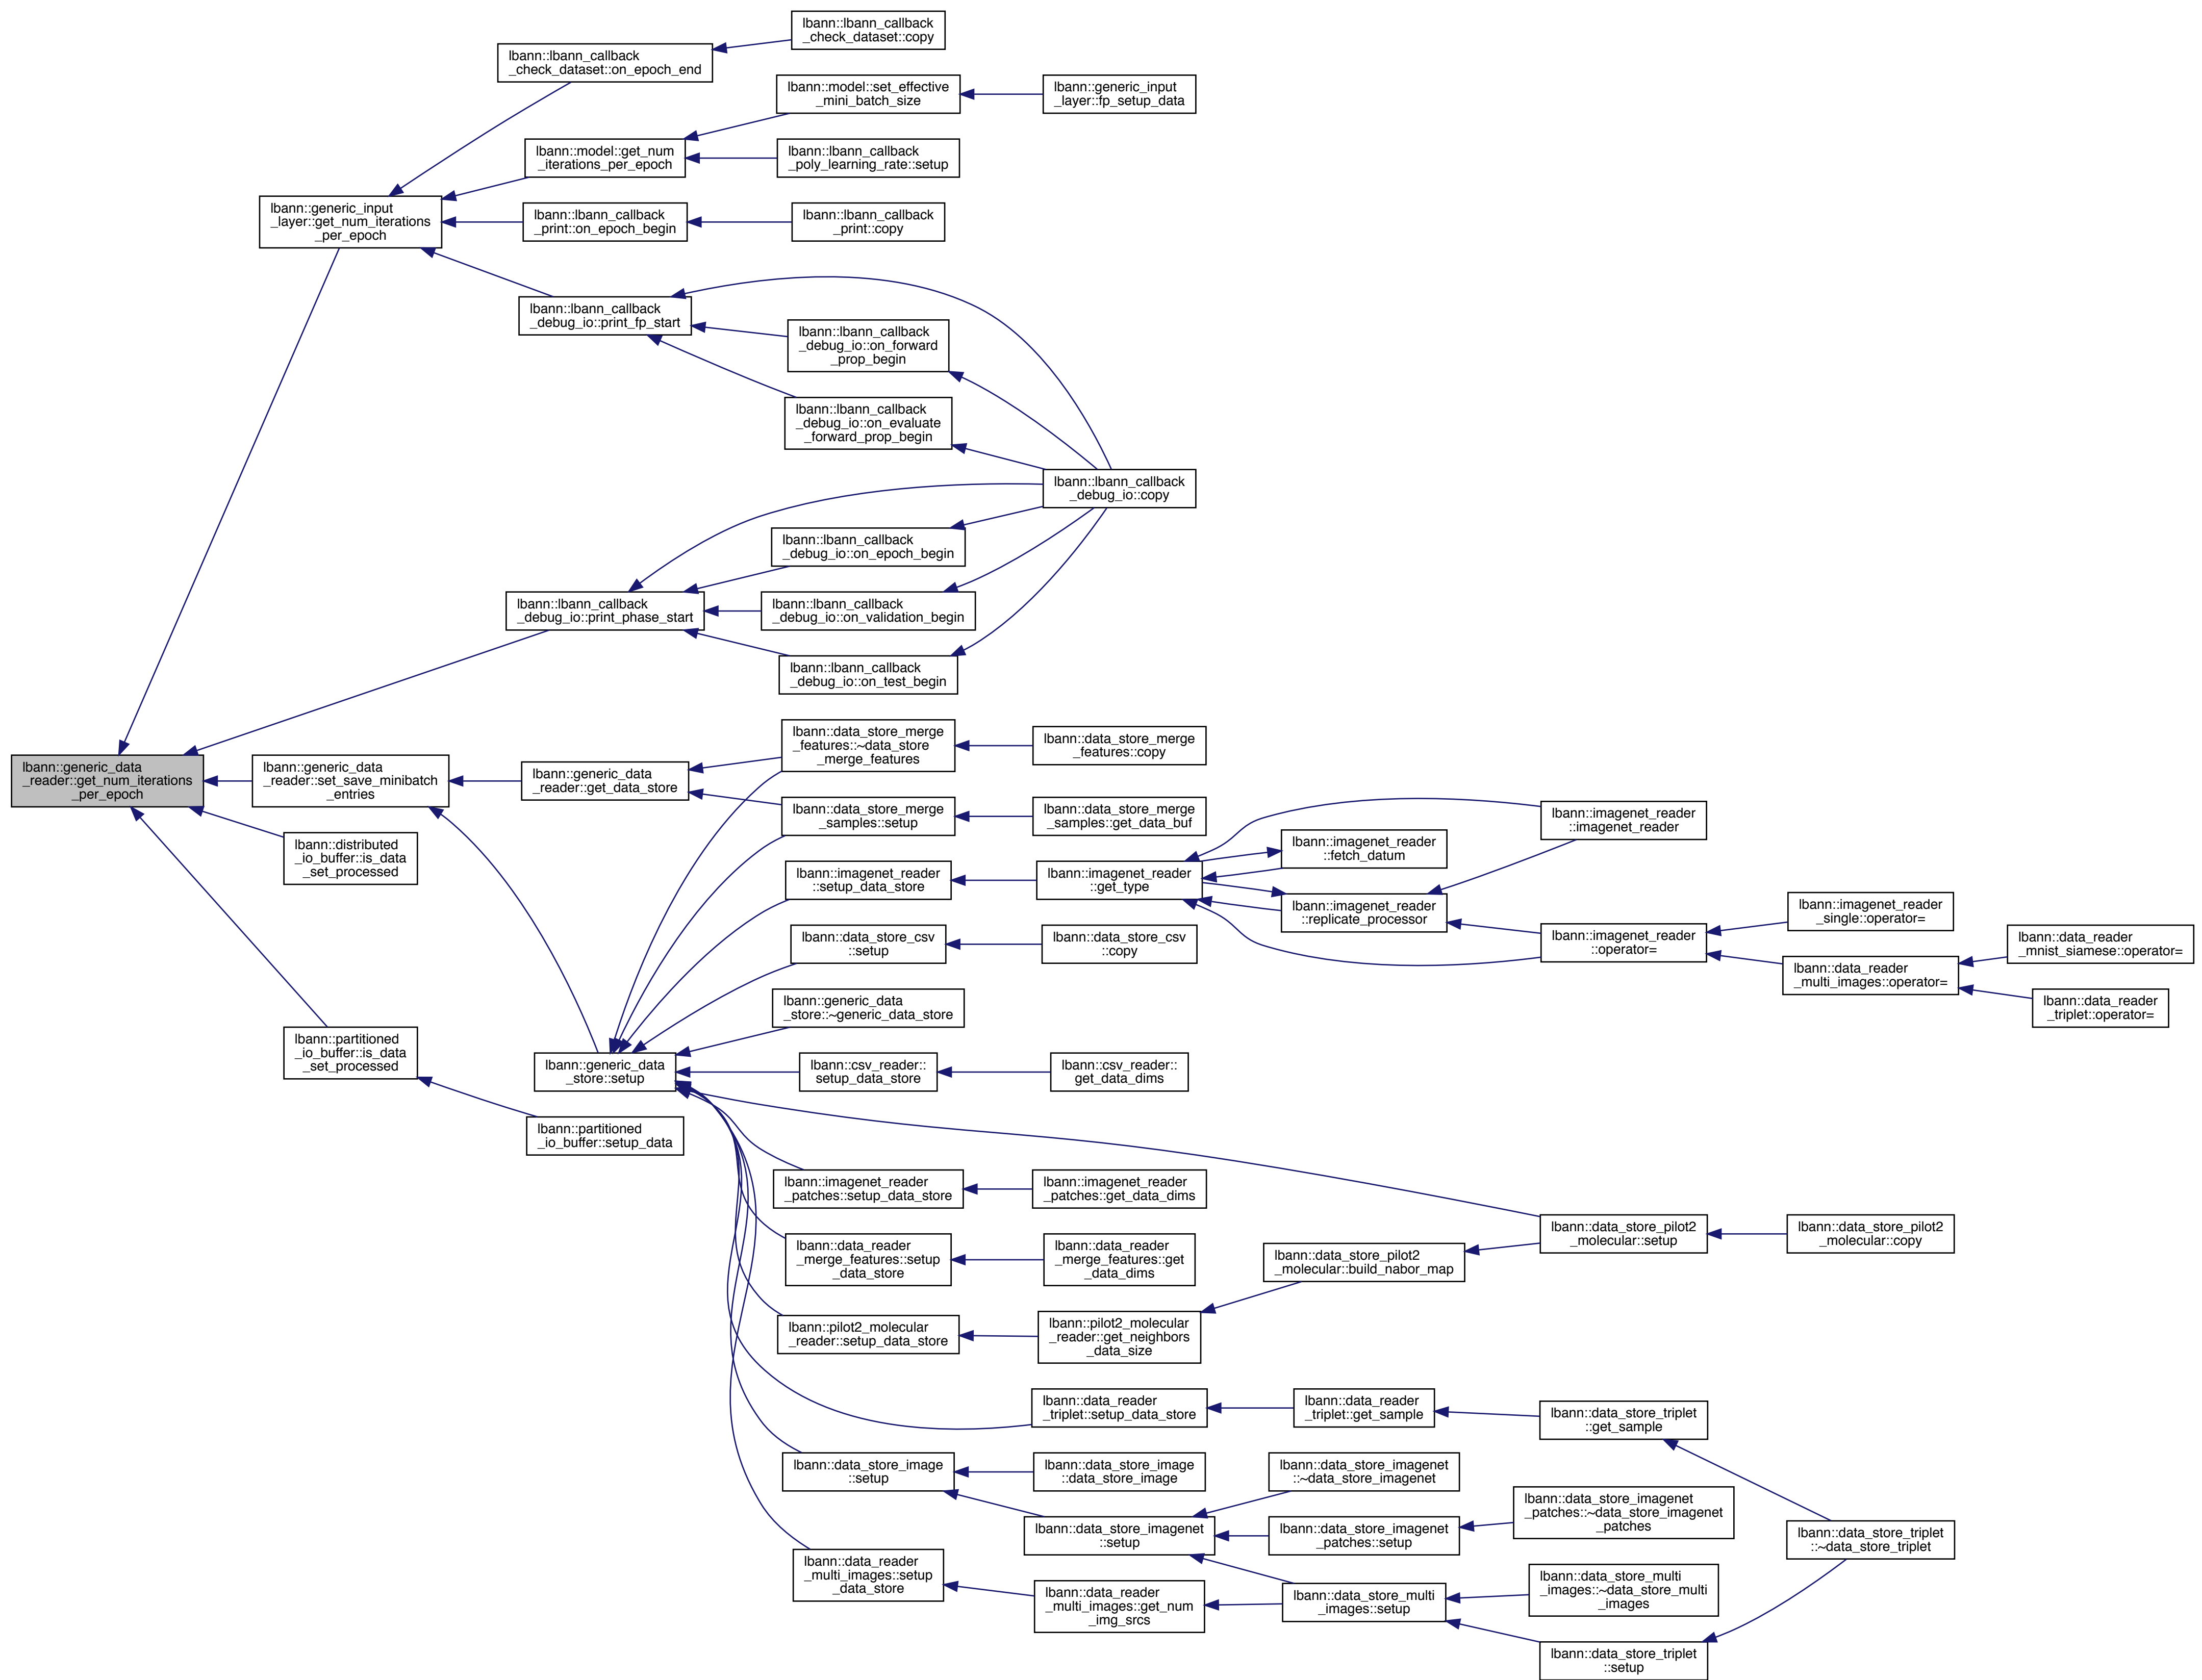 lbann::generic_data
_reader::get_num_iterations
_per_epoch
lbann::generic_input
_layer::get_num_iterations
_per_epoch
lbann::lbann_callback
_check_dataset::on_epoch_end
lbann::lbann_callback
_check_dataset::copy
lbann::model::get_num
_iterations_per_epoch
lbann::model::set_effective
_mini_batch_size
lbann::generic_input
_layer::fp_setup_data
lbann::lbann_callback
_poly_learning_rate::setup
lbann::lbann_callback
_print::on_epoch_begin
lbann::lbann_callback
_print::copy
lbann::lbann_callback
_debug_io::print_fp_start
lbann::lbann_callback
_debug_io::on_forward
_prop_begin
lbann::lbann_callback
_debug_io::on_evaluate
_forward_prop_begin
lbann::lbann_callback
_debug_io::copy
lbann::lbann_callback
_debug_io::print_phase_start
lbann::lbann_callback
_debug_io::on_epoch_begin
lbann::lbann_callback
_debug_io::on_validation_begin
lbann::lbann_callback
_debug_io::on_test_begin
lbann::generic_data
_reader::set_save_minibatch
_entries
lbann::generic_data
_reader::get_data_store
lbann::data_store_merge
_features::~data_store
_merge_features
lbann::data_store_merge
_features::copy
lbann::data_store_merge
_samples::setup
lbann::data_store_merge
_samples::get_data_buf
lbann::distributed
_io_buffer::is_data
_set_processed
lbann::partitioned
_io_buffer::is_data
_set_processed
lbann::partitioned
_io_buffer::setup_data
lbann::generic_data
_store::setup
lbann::imagenet_reader
::setup_data_store
lbann::imagenet_reader
::get_type
lbann::imagenet_reader
::fetch_datum
lbann::imagenet_reader
::replicate_processor
lbann::imagenet_reader
::imagenet_reader
lbann::imagenet_reader
::operator=
lbann::imagenet_reader
_single::operator=
lbann::data_reader
_multi_images::operator=
lbann::data_reader
_mnist_siamese::operator=
lbann::data_reader
_triplet::operator=
lbann::data_store_csv
::setup
lbann::data_store_csv
::copy
lbann::generic_data
_store::~generic_data_store
lbann::csv_reader::
setup_data_store
lbann::csv_reader::
get_data_dims
lbann::imagenet_reader
_patches::setup_data_store
lbann::imagenet_reader
_patches::get_data_dims
lbann::data_reader
_merge_features::setup
_data_store
lbann::data_reader
_merge_features::get
_data_dims
lbann::pilot2_molecular
_reader::setup_data_store
lbann::pilot2_molecular
_reader::get_neighbors
_data_size
lbann::data_store_pilot2
_molecular::build_nabor_map
lbann::data_store_pilot2
_molecular::setup
lbann::data_store_pilot2
_molecular::copy
lbann::data_reader
_triplet::setup_data_store
lbann::data_reader
_triplet::get_sample
lbann::data_store_triplet
::get_sample
lbann::data_store_image
::setup
lbann::data_store_image
::data_store_image
lbann::data_store_imagenet
::setup
lbann::data_store_imagenet
::~data_store_imagenet
lbann::data_store_imagenet
_patches::setup
lbann::data_store_imagenet
_patches::~data_store_imagenet
_patches
lbann::data_store_triplet
::~data_store_triplet
lbann::data_reader
_multi_images::setup
_data_store
lbann::data_reader
_multi_images::get_num
_img_srcs
lbann::data_store_multi
_images::setup
lbann::data_store_multi
_images::~data_store_multi
_images
lbann::data_store_triplet
::setup